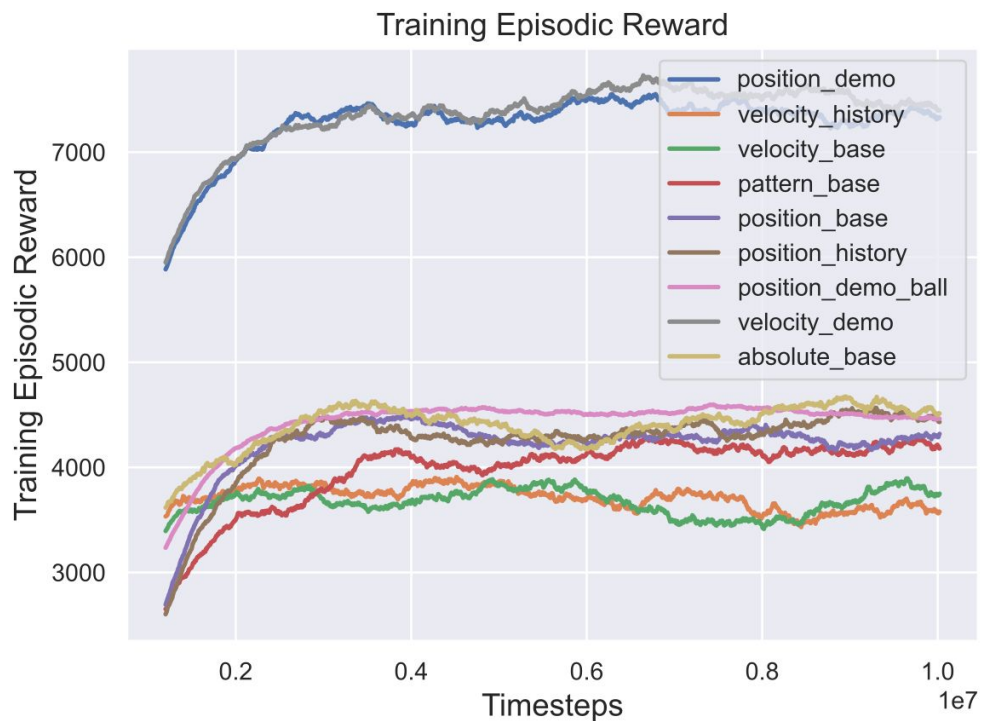 Training Episodic Reward
Training Episodic Reward
7000
6000
5000
4000
3000
position_demo
velocity_history
velocity_base
pattern_base
position_base
position_history
position_demo_ball
velocity_demo
absolute_base
0.2 0.4 0.6 0.8 1.0
1e7
Timesteps